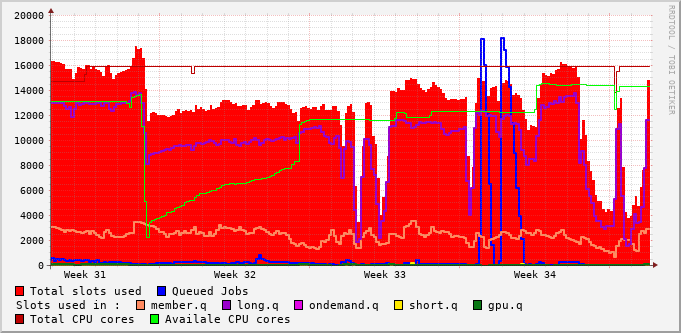 20000
18000
16000
14000
12000
10000
8000
6000
4000
2000
0
Week 31 Week 32 Week 33 Week 34
Total slots used Queued Jobs
Slots used in : member.q long.q ondemand.q short.q gpu.q
Total CPU cores Availale CPU cores
RRDTOOL / TOBI OETIKER